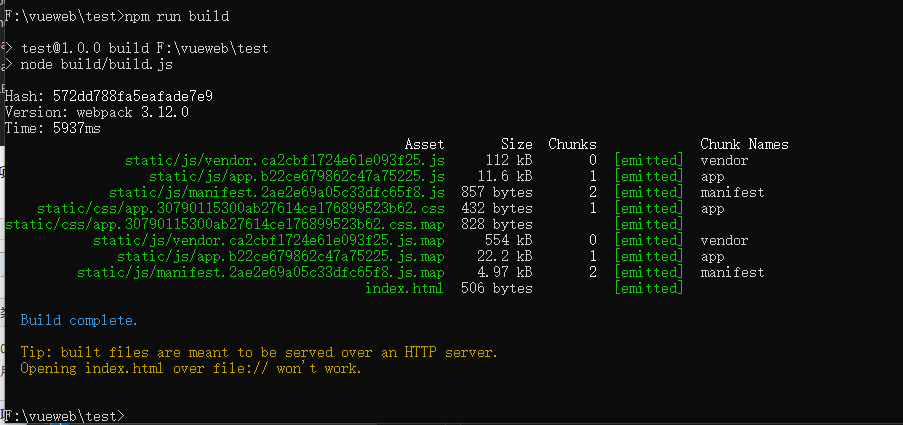 F:\vueweb\test>npm run build
> test@1.0.0 build F:\vueweb\test
> node build/build.js
Hash: 572dd788fa5eafade7e9
Version: webpack 3.12.0
Time: 5937ms
Asset Size Chunks Chunk Names
static/js/vendor.ca2cbf1724e61e093f25.js 112 kB 0 [emitted] vendor
static/js/app.b22ce679862c47a75225.js 11.6 kB 1 [emitted] app
static/js/manifest.2ae2e69a05c33dfc65f8.js 857 bytes 2 [emitted] manifest
static/css/app.30790115300ab27614ce176899523b62.css 432 bytes 1 [emitted] app
static/css/app.30790115300ab27614ce176899523b62.css.map 828 bytes [emitted]
static/js/vendor.ca2cbf1724e61e093f25.js.map 554 kB 0 [emitted] vendor
static/js/app.b22ce679862c47a75225.js.map 22.2 kB 1 [emitted] app
static/js/manifest.2ae2e69a05c33dfc65f8.js.map 4.97 kB 2 [emitted] manifest
index.html 506 bytes [emitted]
Build complete.
Tip: built files are meant to be served over an HTTP server.
Opening index.html over file:// won't work.
F:\vueweb\test>